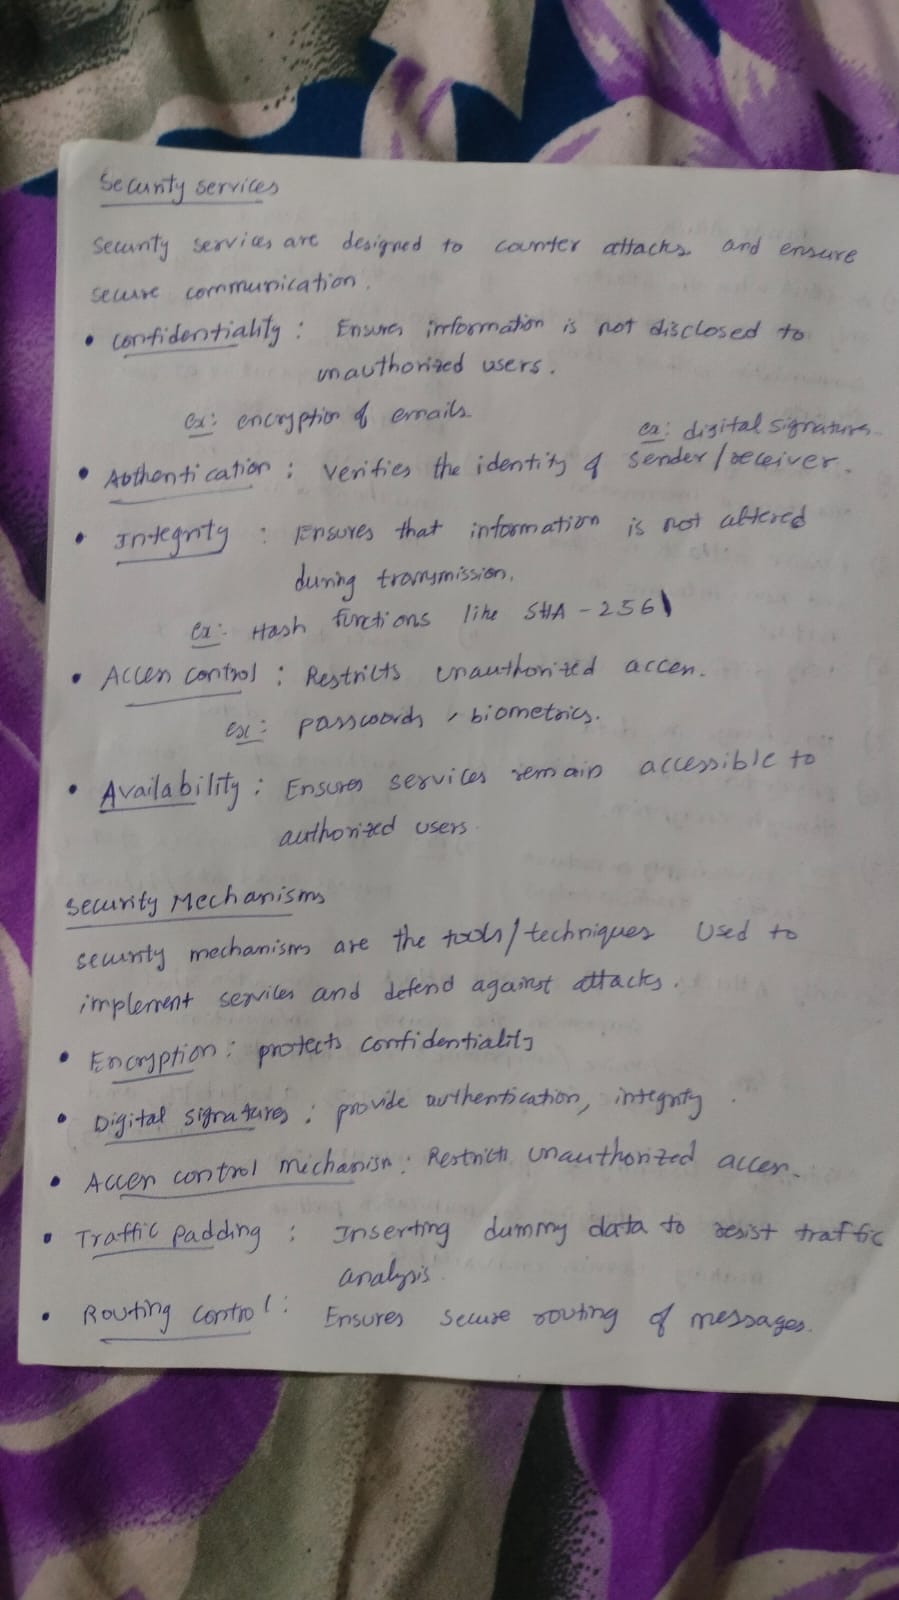 Security services
Security services are designed to counter attacks and ensure
secure communication.
• Confidentiality : Ensures information is not disclosed to
unauthorized users.
ex: encryption of emails
ex: digital signatures
• Authentication : Verifies the identity of sender/receiver.
• Integrity : Ensures that information is not altered
during transmission.
ex: Hash functions like SHA-256
• Access control : Restricts unauthorized access.
ex: passwords, biometrics.
• Availability : Ensures services remain accessible to
authorized users.
Security Mechanisms
Security mechanisms are the tools/techniques used to
implement services and defend against attacks.
• Encryption : protects confidentiality
• Digital signatures : provide authentication, integrity.
• Access control mechanism : Restricts unauthorized access.
• Traffic padding : Inserting dummy data to resist traffic
analysis.
• Routing control : Ensures secure routing of messages.